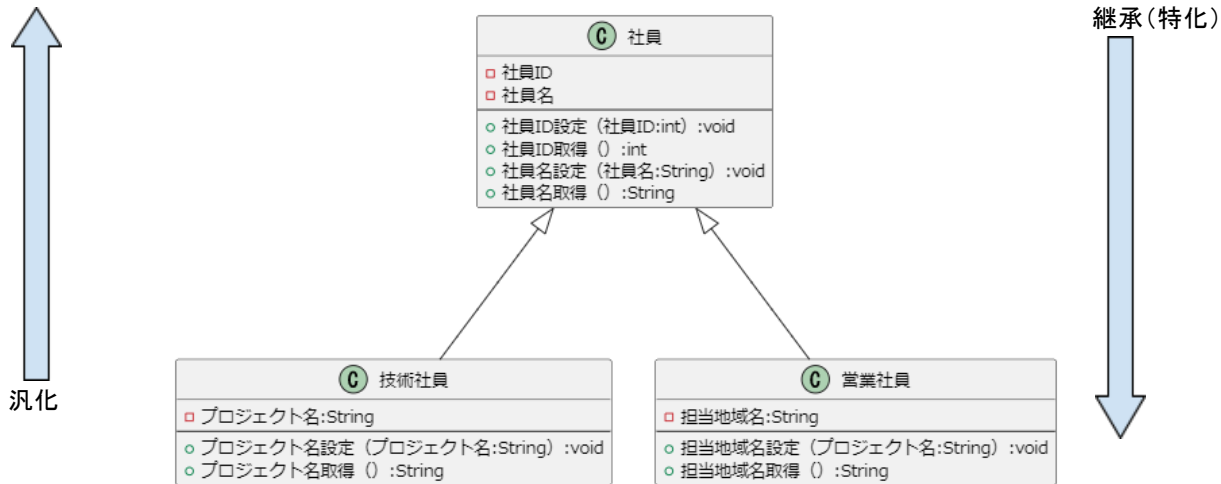 継承(特化)
C 社員
社員ID
社員名
社員ID設定（社員ID:int）:void
社員ID取得（）:int
社員名設定（社員名:String）:void
社員名取得（）:String
汎化
C 技術社員
プロジェクト名:String
プロジェクト名設定（プロジェクト名:String）:void
プロジェクト名取得（）:String
C 営業社員
担当地域名:String
担当地域名設定（プロジェクト名:String）:void
担当地域名取得（）:String